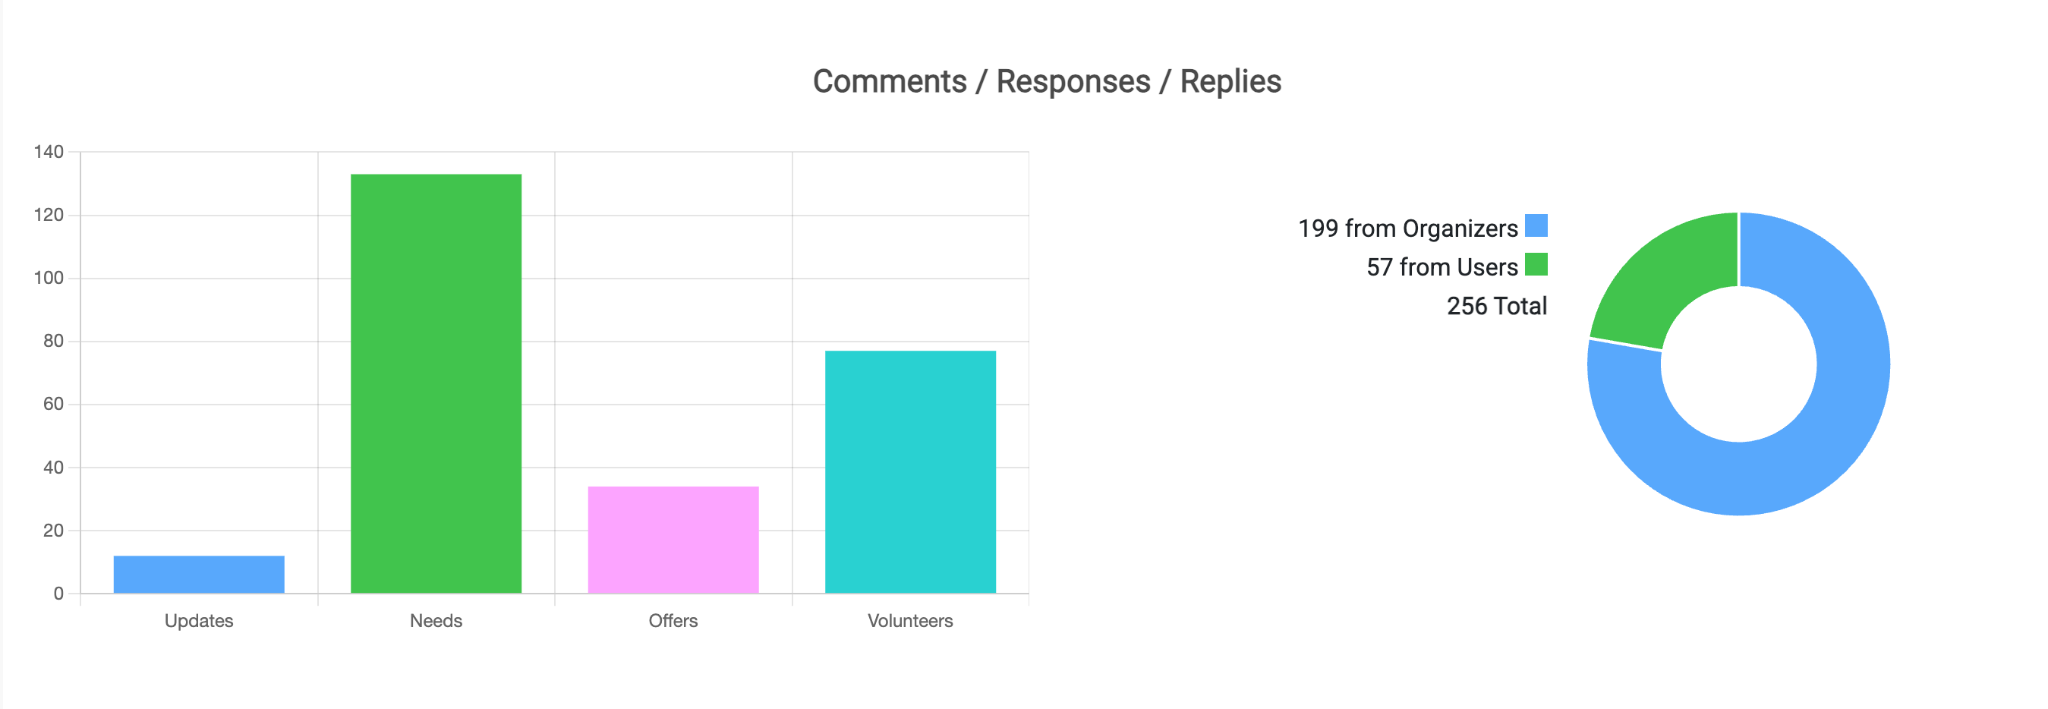 Comments / Responses / Replies
140
120
100
80
60
40
20
0
Updates
Needs
Offers
Volunteers
199 from Organizers
57 from Users
256 Total